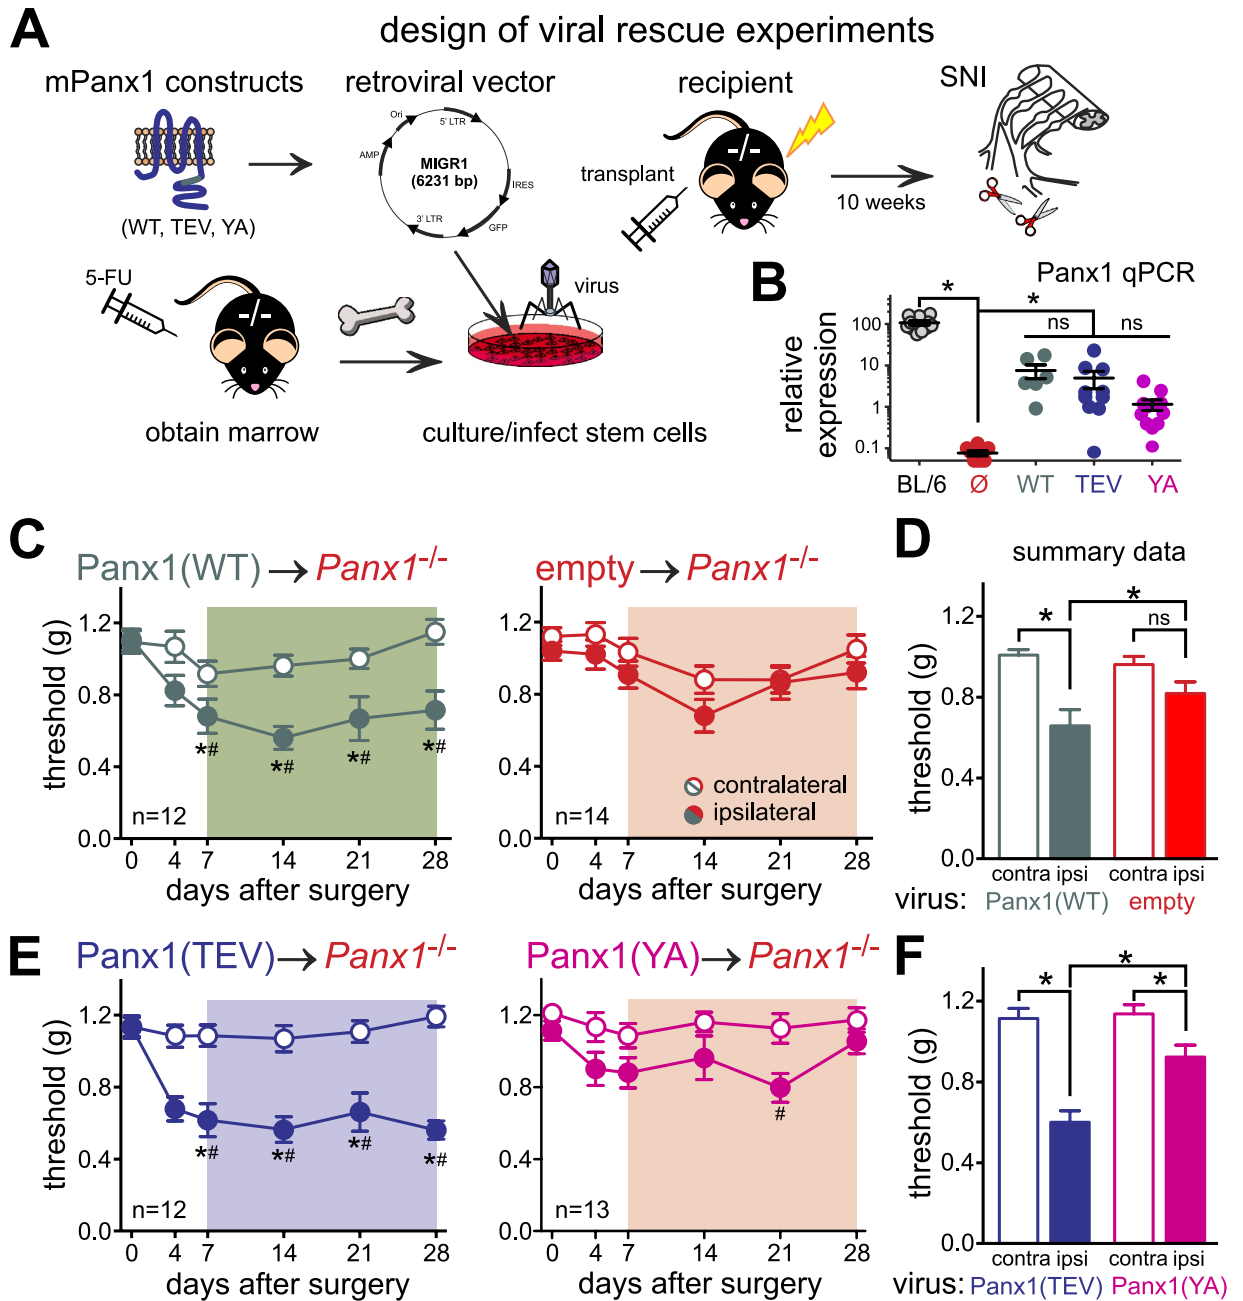 A
design of viral rescue experiments
mPanx1 constructs
retroviral vector
recipient
SNI
(WT, TEV, YA)
Ori
5' LTR
AMP
MIGR1
(6231 bp)
IRES
3' LTR
GFP
transplant
-/-
10 weeks
5-FU
-/-
virus
obtain marrow
culture/infect stem cells
B
Panx1 qPCR
relative
expression
100
10
1
0.1
*
*
ns
ns
BL/6
Ø
WT
TEV
YA
C
Panx1(WT) → Panx1-/-
threshold (g)
1.2
0.8
0.4
0.0
*#
*#
*#
*#
n=12
0 4 7 14 21 28
days after surgery
empty → Panx1-/-
1.2
0.8
0.4
0.0
contralateral
ipsilateral
n=14
0 4 7 14 21 28
days after surgery
D
summary data
threshold (g)
1.2
0.8
0.4
0.0
*
*
ns
contra ipsi contra ipsi
virus: Panx1(WT) empty
E
Panx1(TEV) → Panx1-/-
threshold (g)
1.2
0.8
0.4
0.0
*#
*#
*#
*#
n=12
0 4 7 14 21 28
days after surgery
Panx1(YA) → Panx1-/-
1.2
0.8
0.4
0.0
#
n=13
0 4 7 14 21 28
days after surgery
F
threshold (g)
1.2
0.8
0.4
0.0
*
*
*
contra ipsi contra ipsi
virus: Panx1(TEV) Panx1(YA)